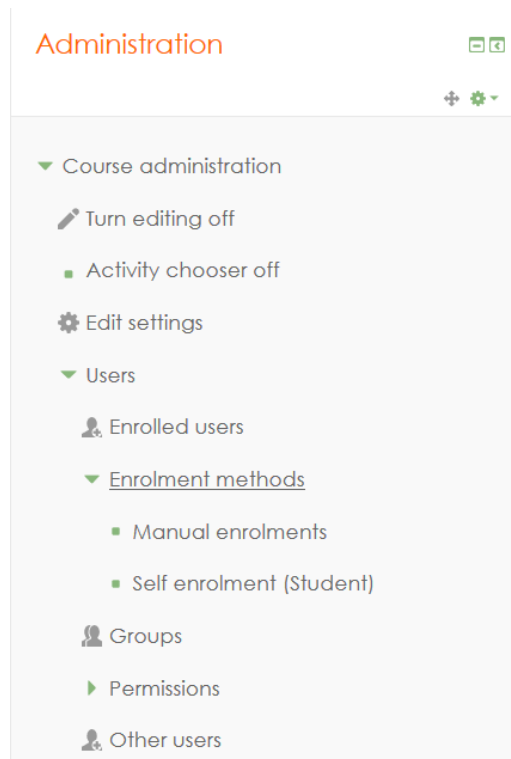 Administration
Course administration
Turn editing off
Activity chooser off
Edit settings
Users
Enrolled users
Enrolment methods
Manual enrolments
Self enrolment (Student)
Groups
Permissions
Other users